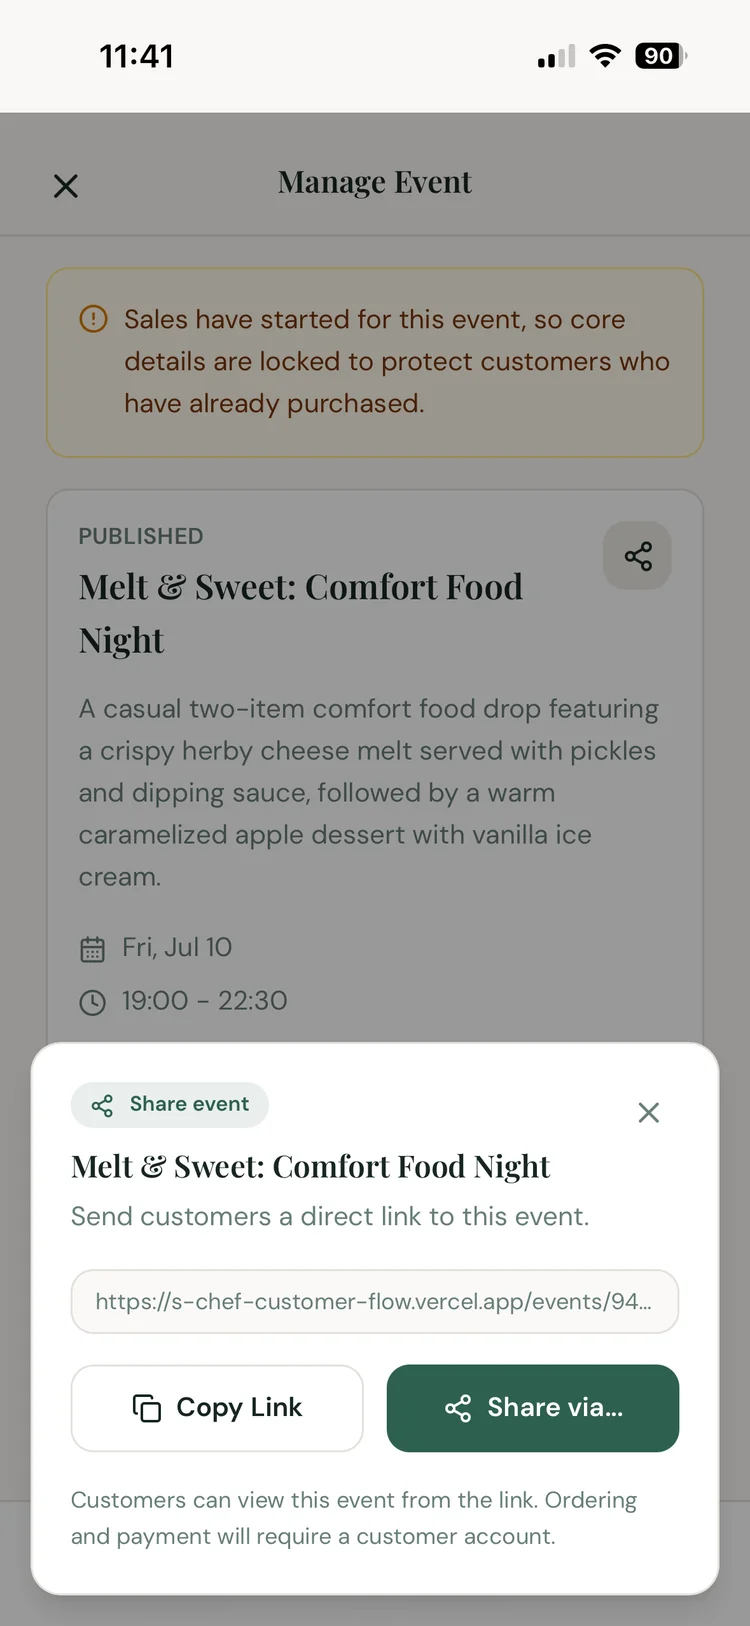 11:41
90
Manage Event
Sales have started for this event, so core
details are locked to protect customers who
have already purchased.
PUBLISHED
Melt & Sweet: Comfort Food
Night
A casual two-item comfort food drop featuring
a crispy herby cheese melt served with pickles
and dipping sauce, followed by a warm
caramelized apple dessert with vanilla ice
cream.
Fri, Jul 10
19:00 - 22:30
Share event
Melt & Sweet: Comfort Food Night
Send customers a direct link to this event.
https://s-chef-customer-flow.vercel.app/events/94...
Copy Link
Share via...
Customers can view this event from the link. Ordering
and payment will require a customer account.